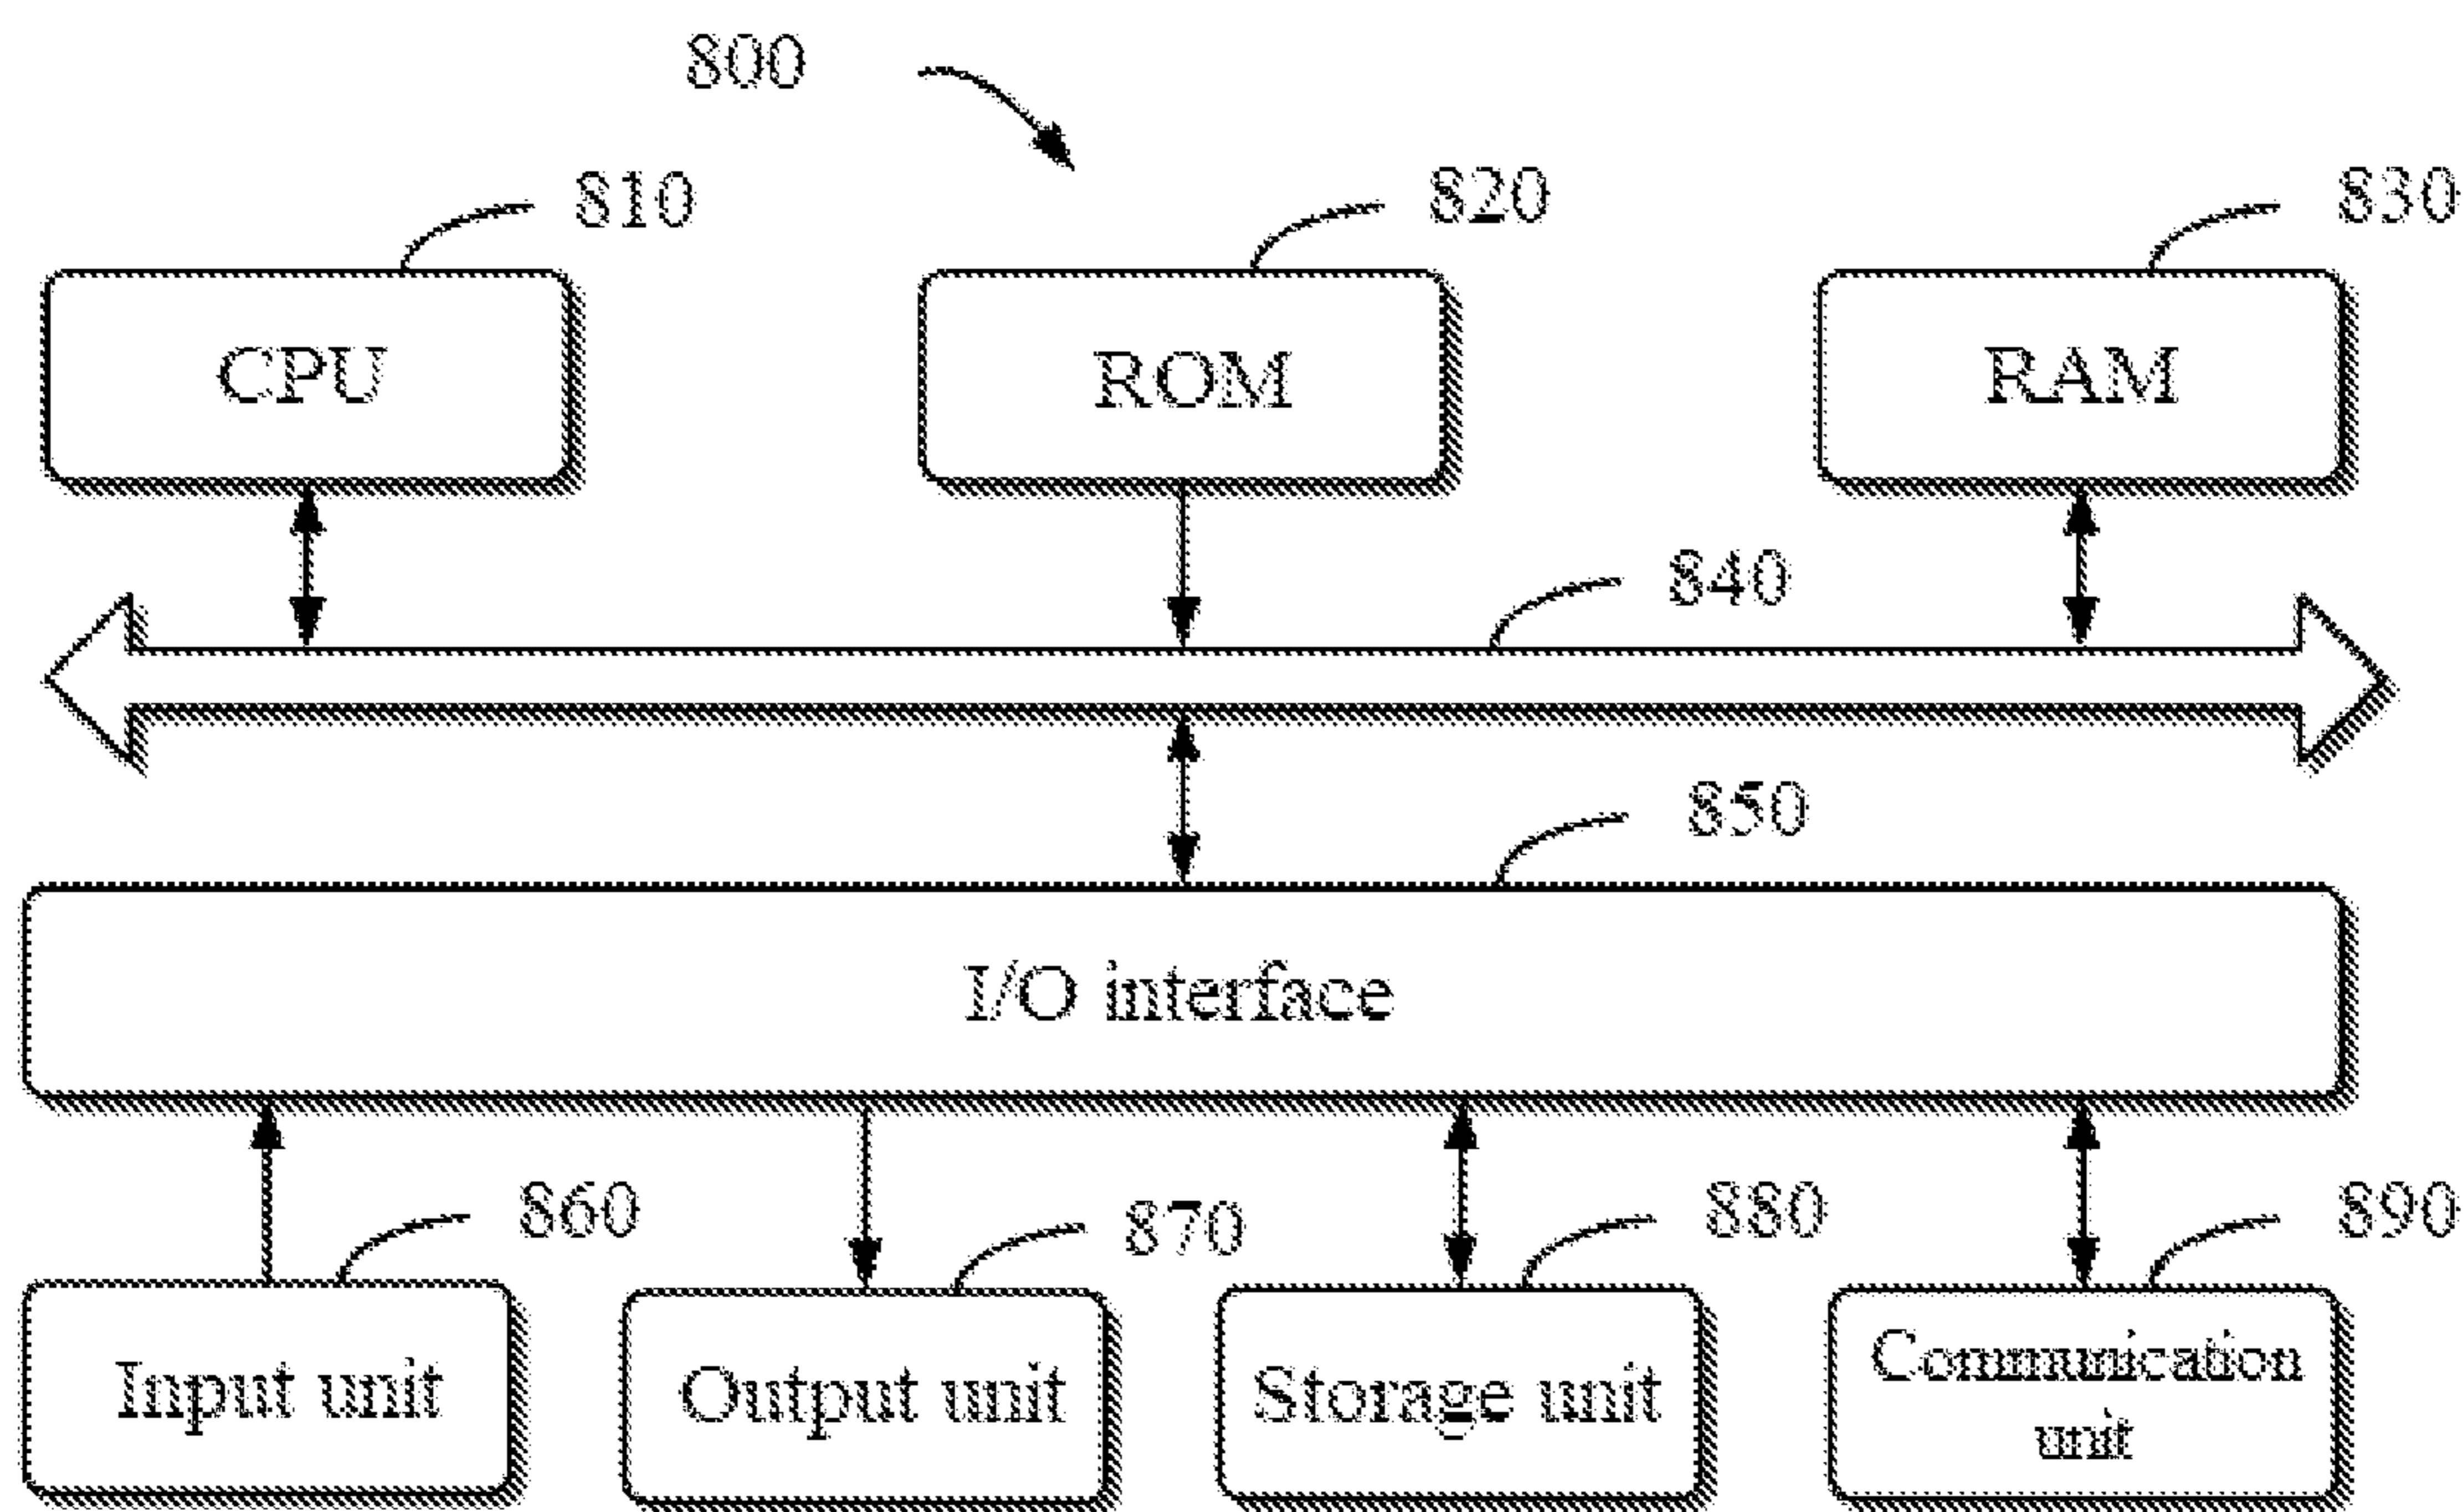 800
810
820
830
CPU
ROM
RAM
840
850
I/O interface
860
870
880
890
Input unit
Output unit
Storage unit
Communication
unit